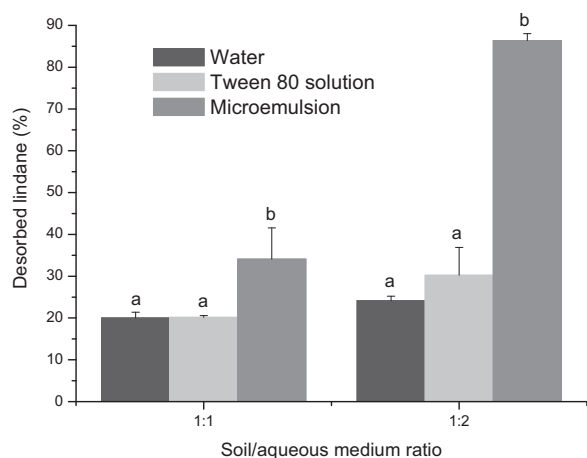 90
80
70
60
50
40
30
20
10
0
Desorbed lindane (%)
Water
Tween 80 solution
Microemulsion
a
a
b
a
a
b
1:1
1:2
Soil/aqueous medium ratio